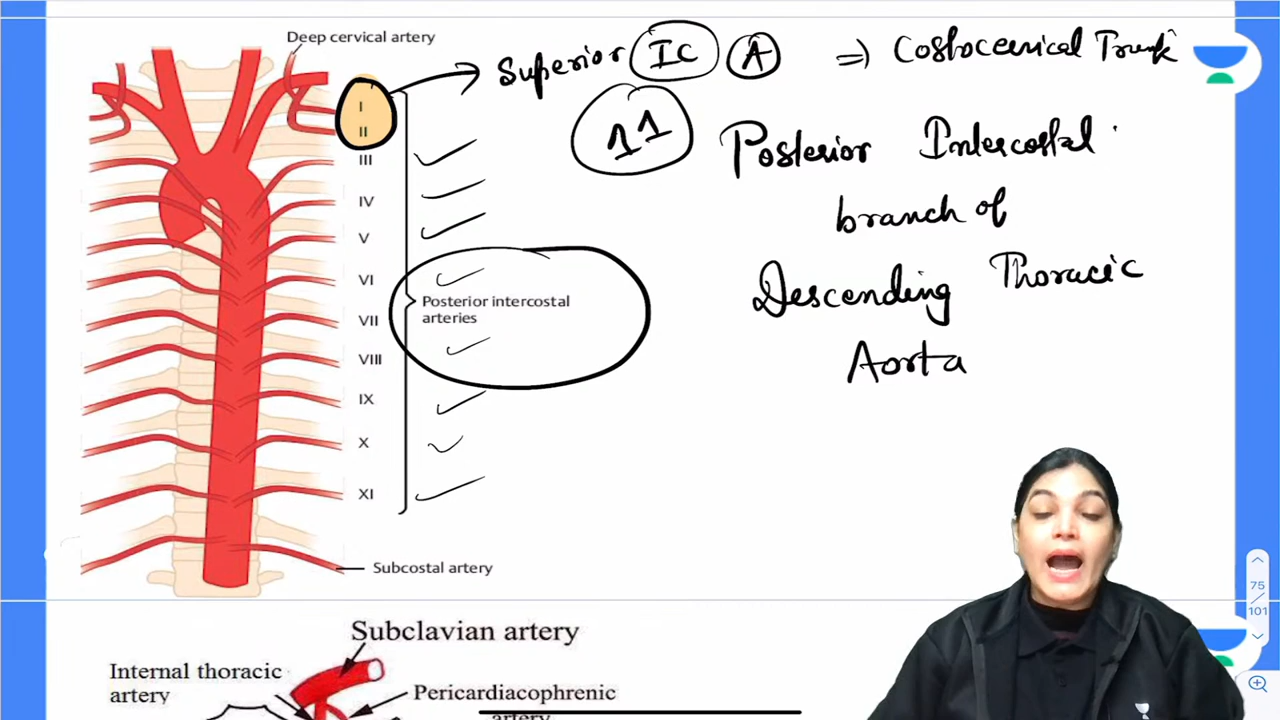 Deep cervical artery
Superior IC A ⇒ Costocervical Trunk
I
II
11 Posterior Intercostal
III
IV
branch of
V
VI
Descending Thoracic
Posterior intercostal
arteries
VII
VIII
Aorta
IX
X
XI
Subcostal artery
75
101
Subclavian artery
Internal thoracic
artery
Pericardiacophrenic
artery